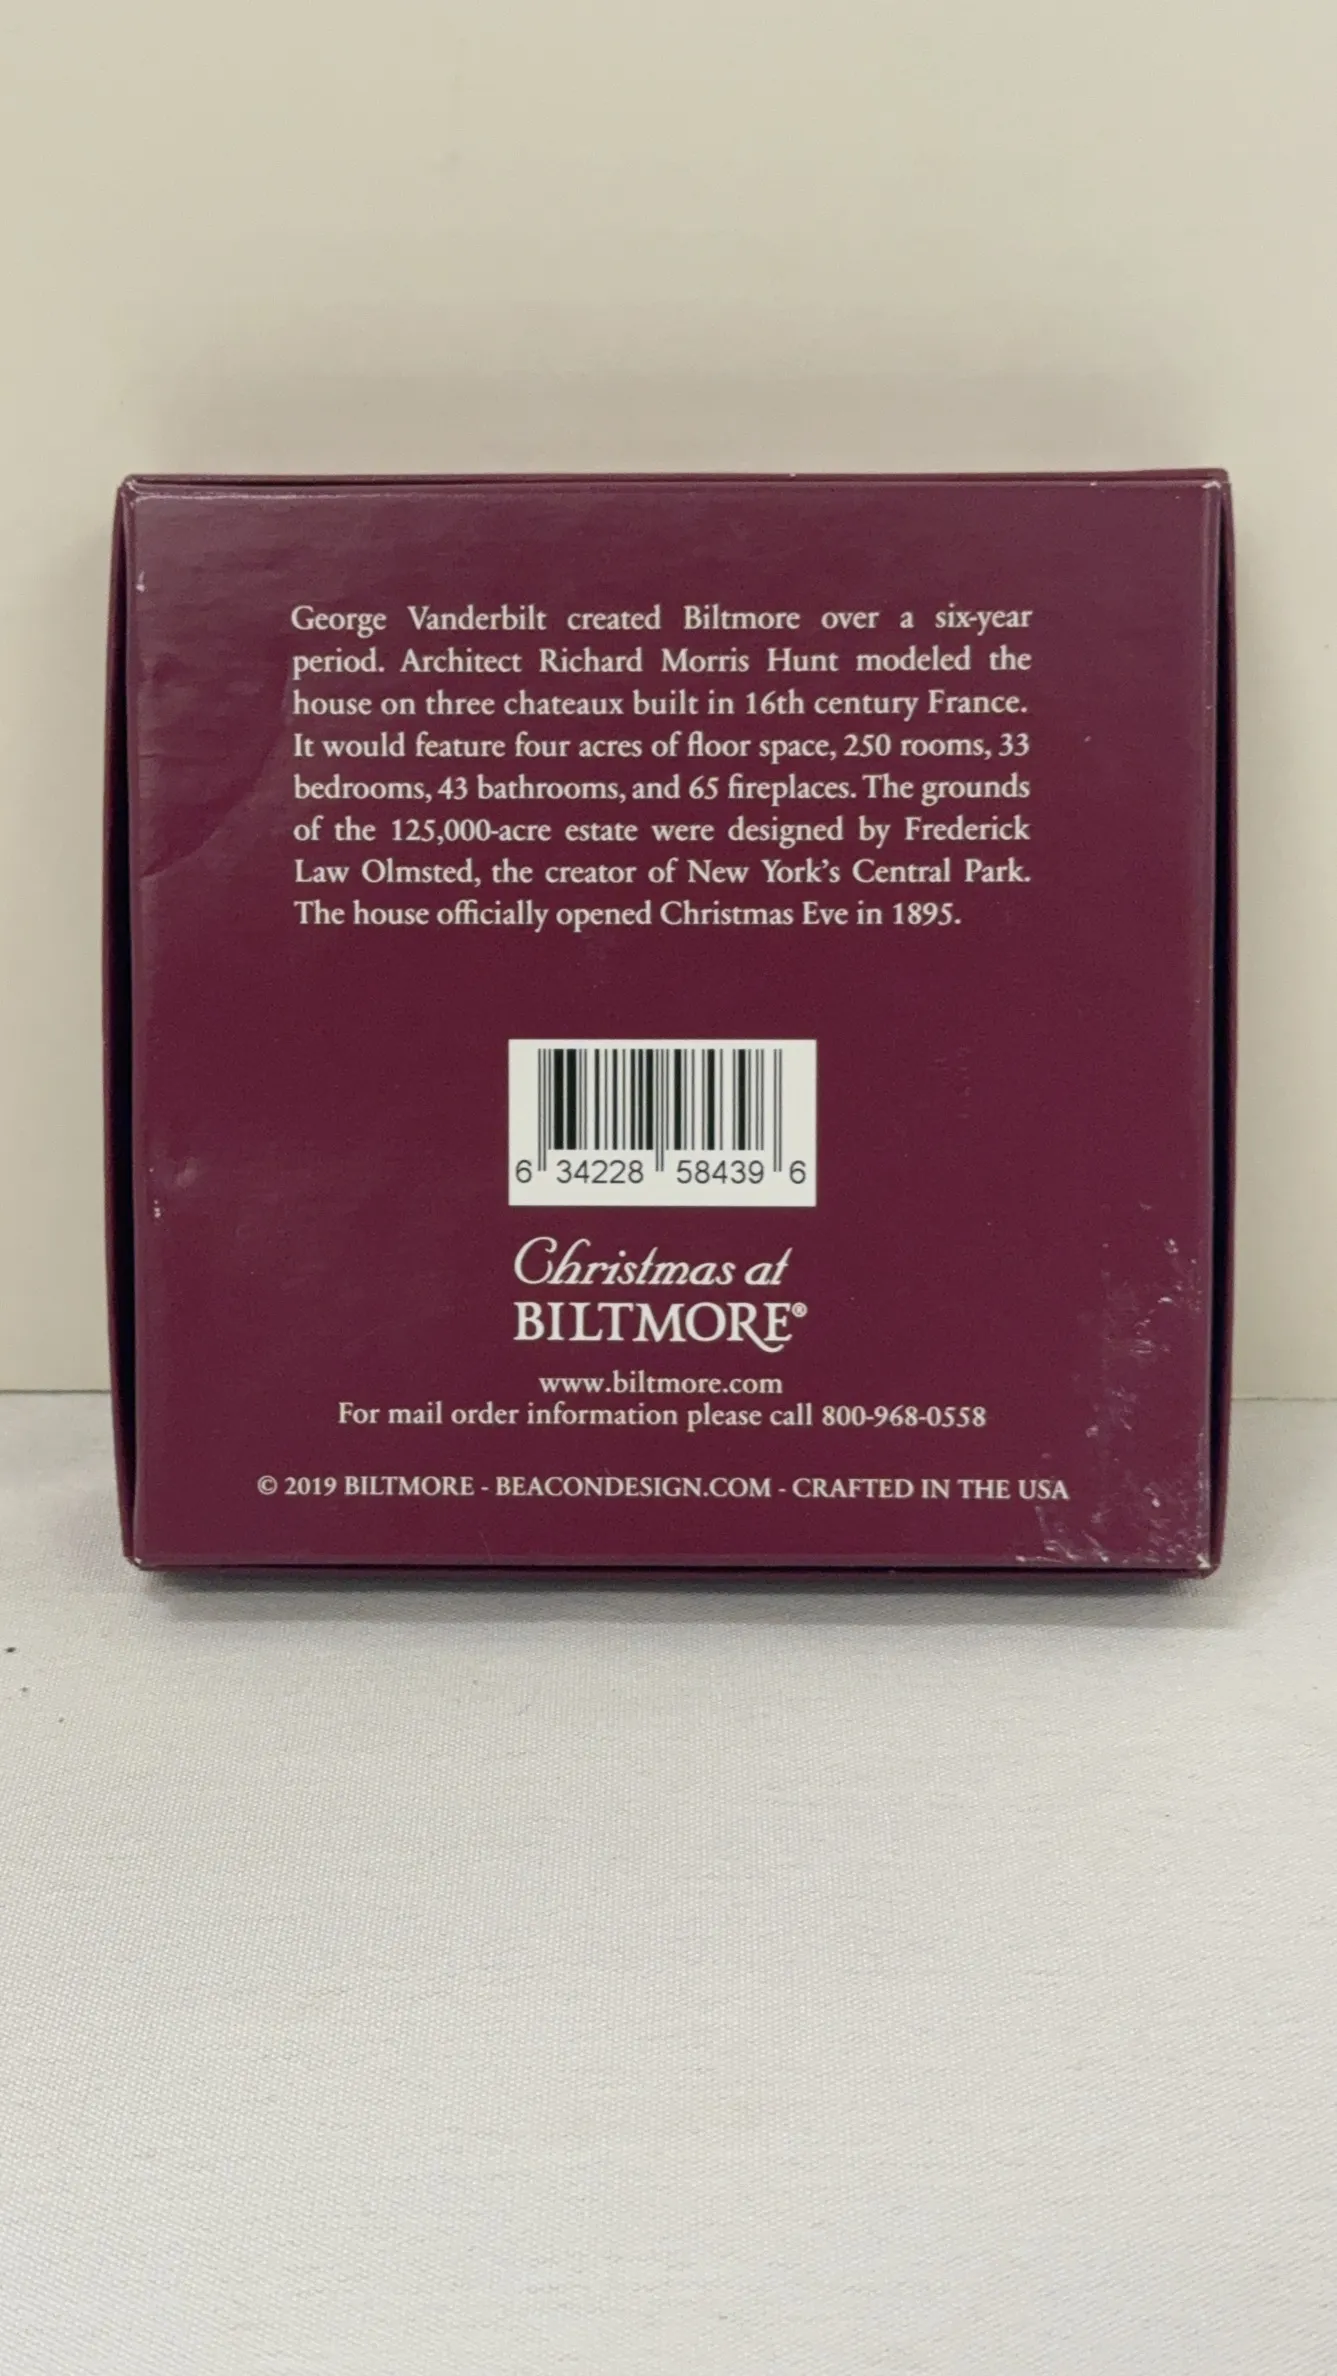 George Vanderbilt created Biltmore over a six-year
period. Architect Richard Morris Hunt modeled the
house on three chateaux built in 16th century France.
It would feature four acres of floor space, 250 rooms, 33
bedrooms, 43 bathrooms, and 65 fireplaces. The grounds
of the 125,000-acre estate were designed by Frederick
Law Olmsted, the creator of New York’s Central Park.
The house officially opened Christmas Eve in 1895.
6 34228 58439 6
Christmas at
BILTMORE®
www.biltmore.com
For mail order information please call 800-968-0558
© 2019 BILTMORE - BEACONDESIGN.COM - CRAFTED IN THE USA